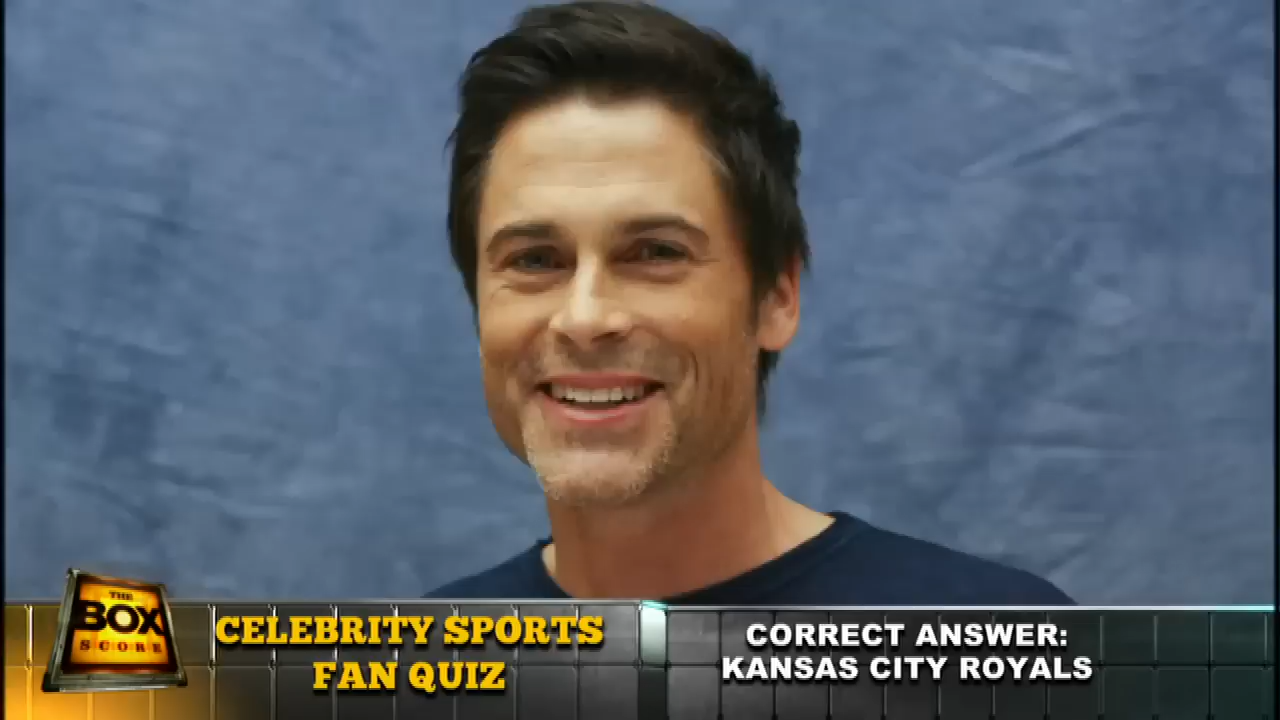 THE
BOX
SCORE
CELEBRITY SPORTS
FAN QUIZ
CORRECT ANSWER:
KANSAS CITY ROYALS